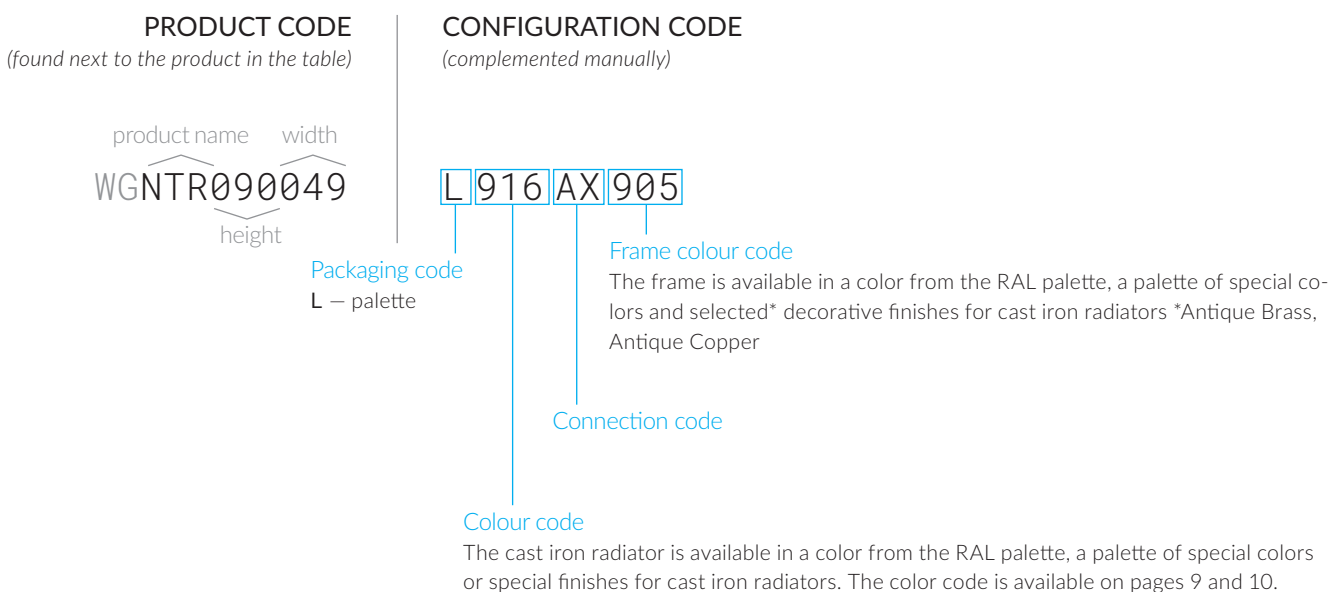 PRODUCT CODE
(found next to the product in the table)
CONFIGURATION CODE
(complemented manually)
product name width
WGNTR090049
height
L 916 AX 905
Packaging code
L — palette
Frame colour code
The frame is available in a color from the RAL palette, a palette of special co-
lors and selected* decorative finishes for cast iron radiators *Antique Brass,
Antique Copper
Connection code
Colour code
The cast iron radiator is available in a color from the RAL palette, a palette of special colors
or special finishes for cast iron radiators. The color code is available on pages 9 and 10.